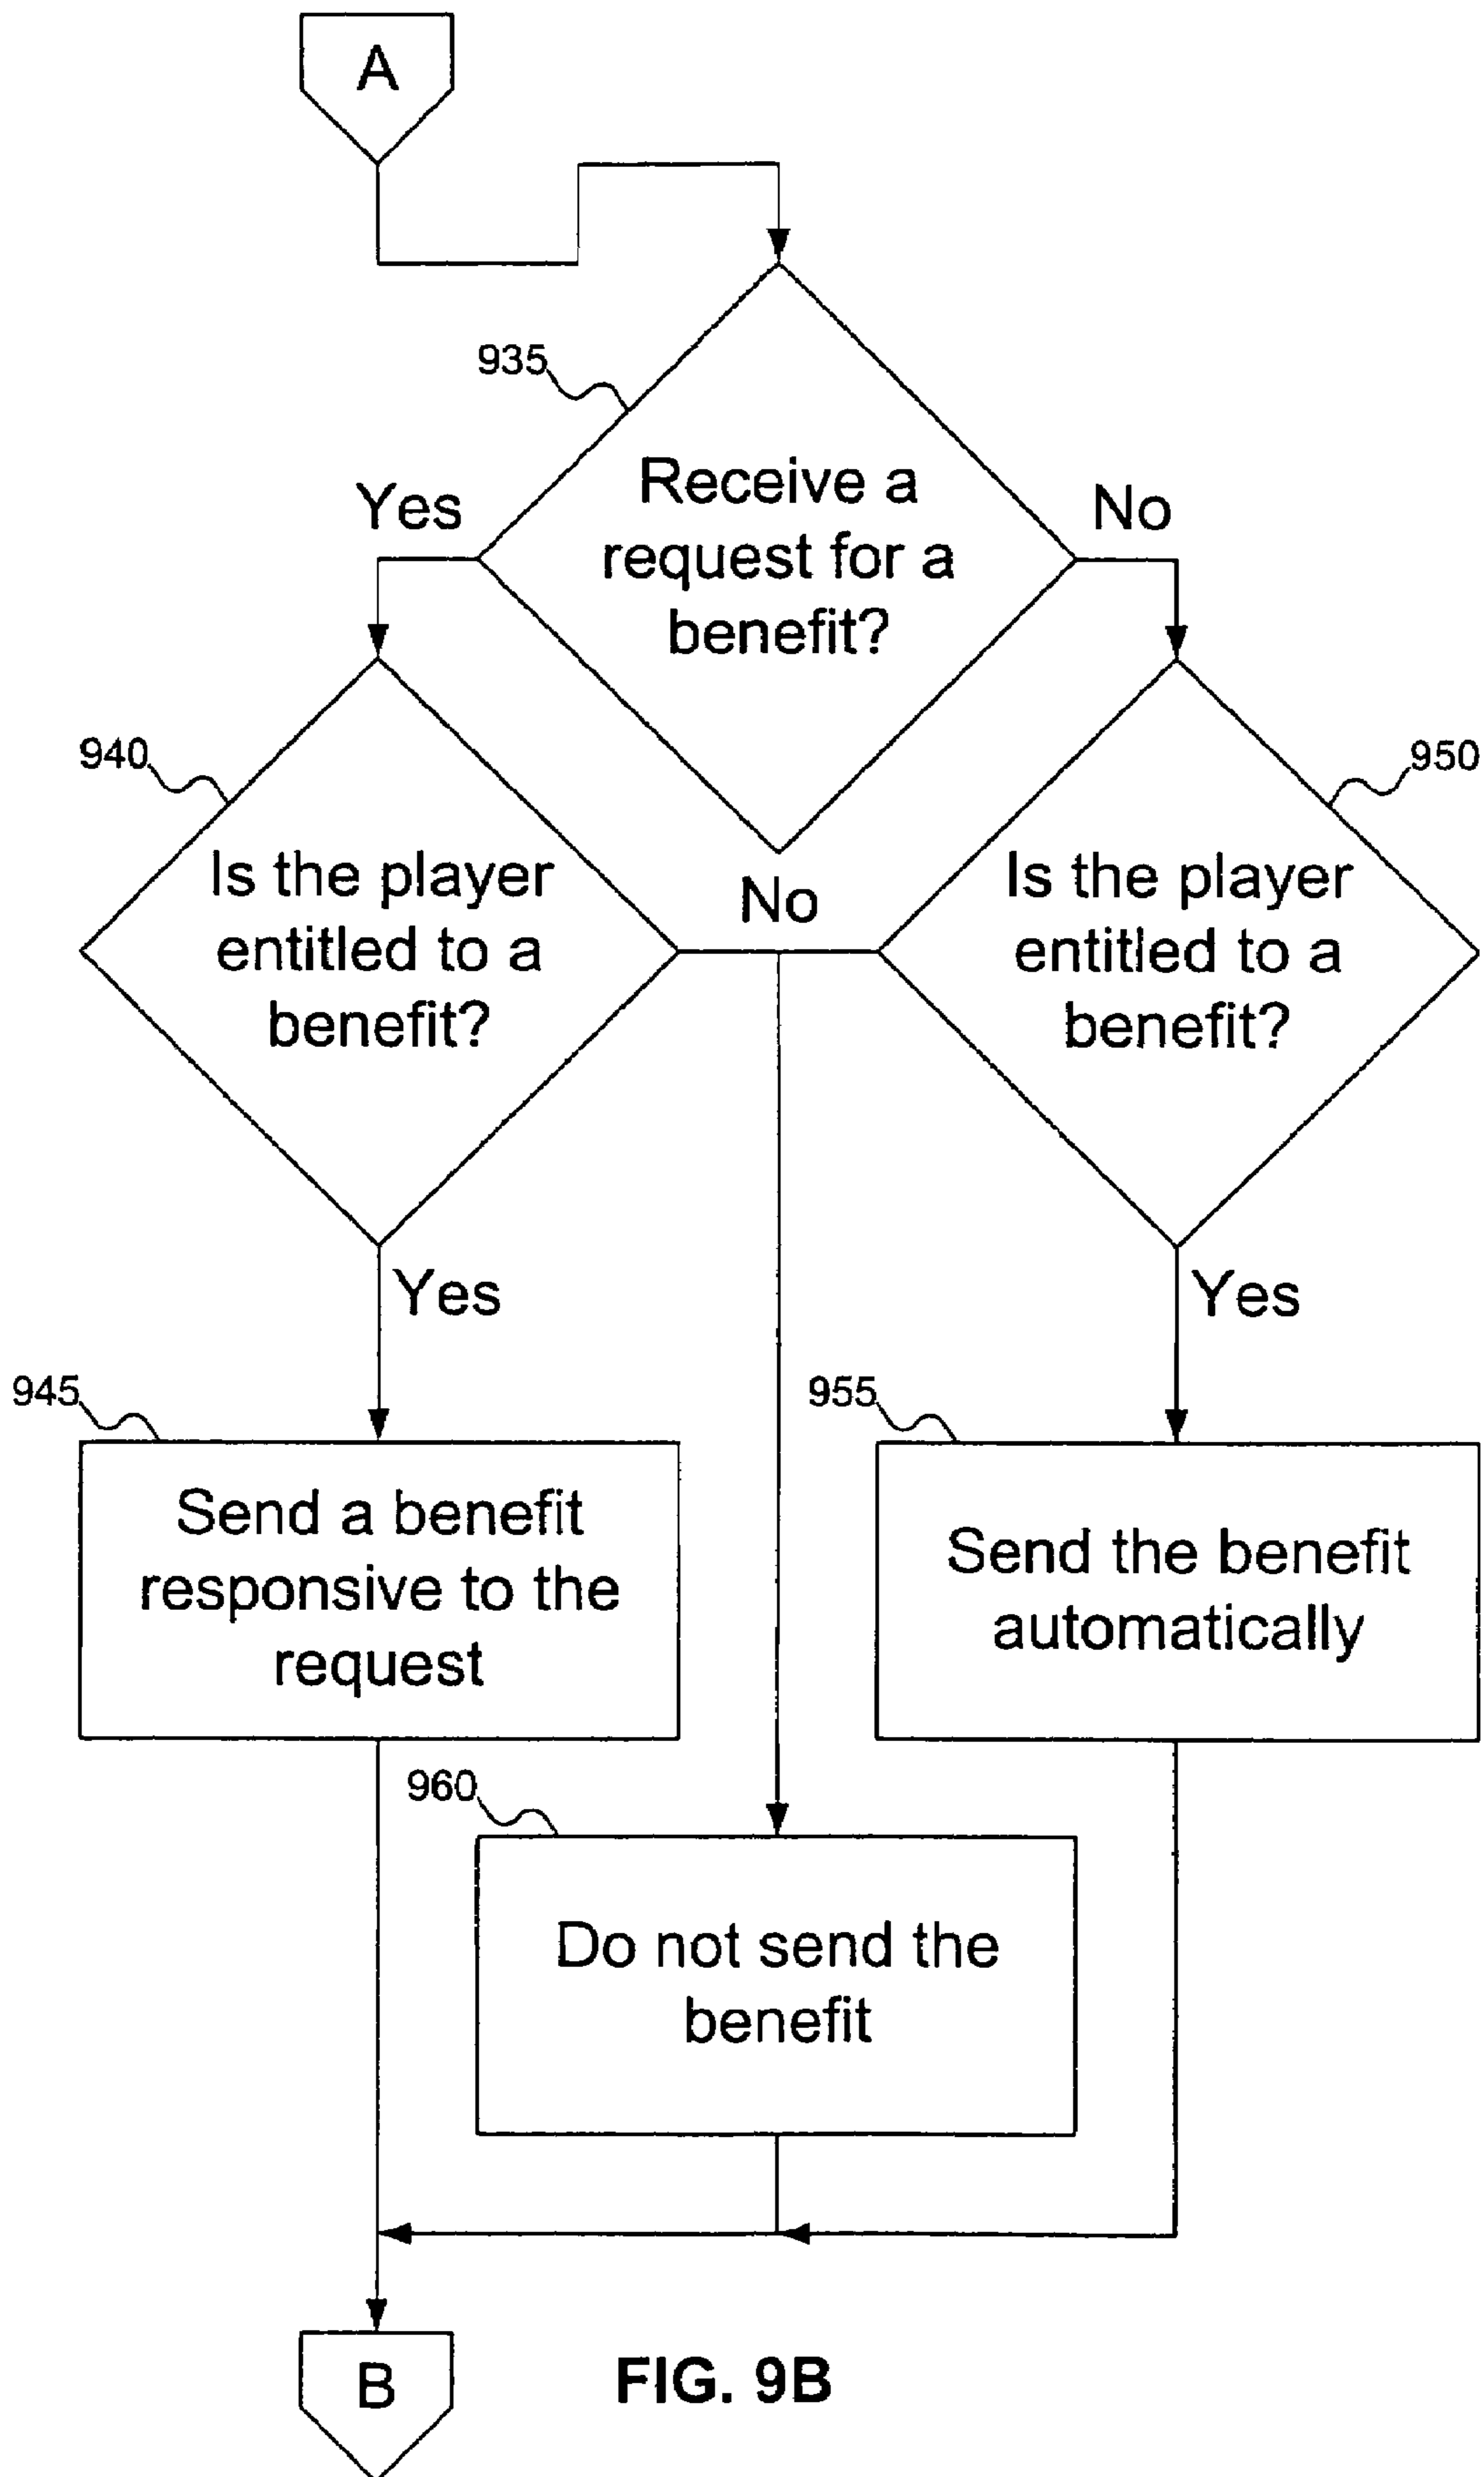 A
935
Receive a
request for a
benefit?
Yes
No
940
Is the player
entitled to a
benefit?
No
950
Is the player
entitled to a
benefit?
Yes
Yes
945
Send a benefit
responsive to the
request
955
Send the benefit
automatically
960
Do not send the
benefit
B
FIG. 9B